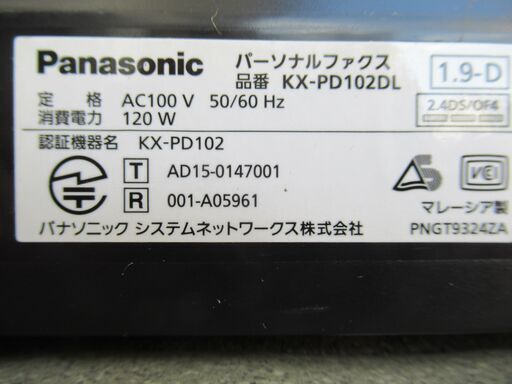 Panasonic パーソナルファクス
品番 KX-PD102DL
1.9-D
定 格 AC100 V 50/60 Hz
消費電力 120 W
2.4DS/OF4
認証機器名 KX-PD102
T AD15-0147001
R 001-A05961
VCI
マレーシア製
パナソニック システムネットワークス株式会社
PNGT9324ZA